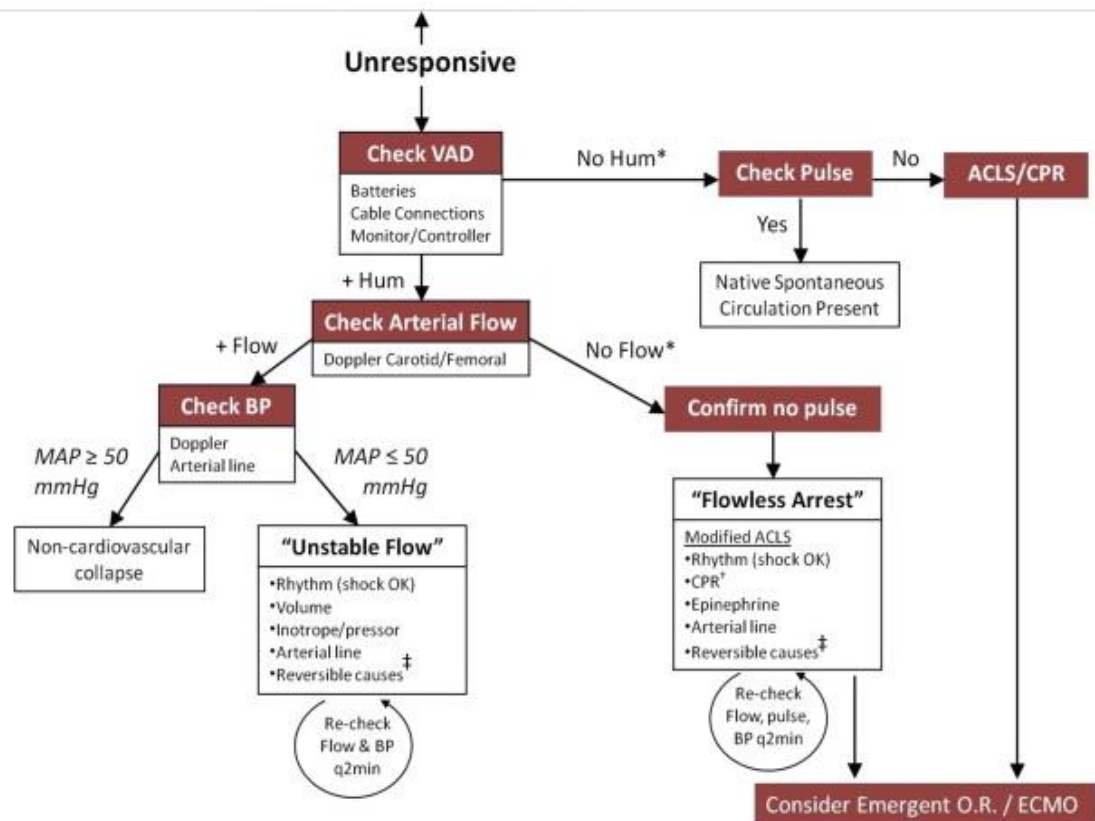 Unresponsive
Check VAD
Batteries
Cable Connections
Monitor/Controller
No Hum*
Check Pulse
No
ACLS/CPR
Yes
Native Spontaneous
Circulation Present
+ Hum
Check Arterial Flow
Doppler Carotid/Femoral
+ Flow
No Flow*
Check BP
Doppler
Arterial line
Confirm no pulse
MAP ≥ 50
mmHg
MAP ≤ 50
mmHg
Non-cardiovascular
collapse
"Unstable Flow"
•Rhythm (shock OK)
•Volume
•Inotrope/pressor
•Arterial line
•Reversible causes‡
Re-check
Flow & BP
q2min
"Flowless Arrest"
Modified ACLS
•Rhythm (shock OK)
•CPR†
•Epinephrine
•Arterial line
•Reversible causes‡
Re-check
Flow, pulse,
BP q2min
Consider Emergent O.R. / ECMO